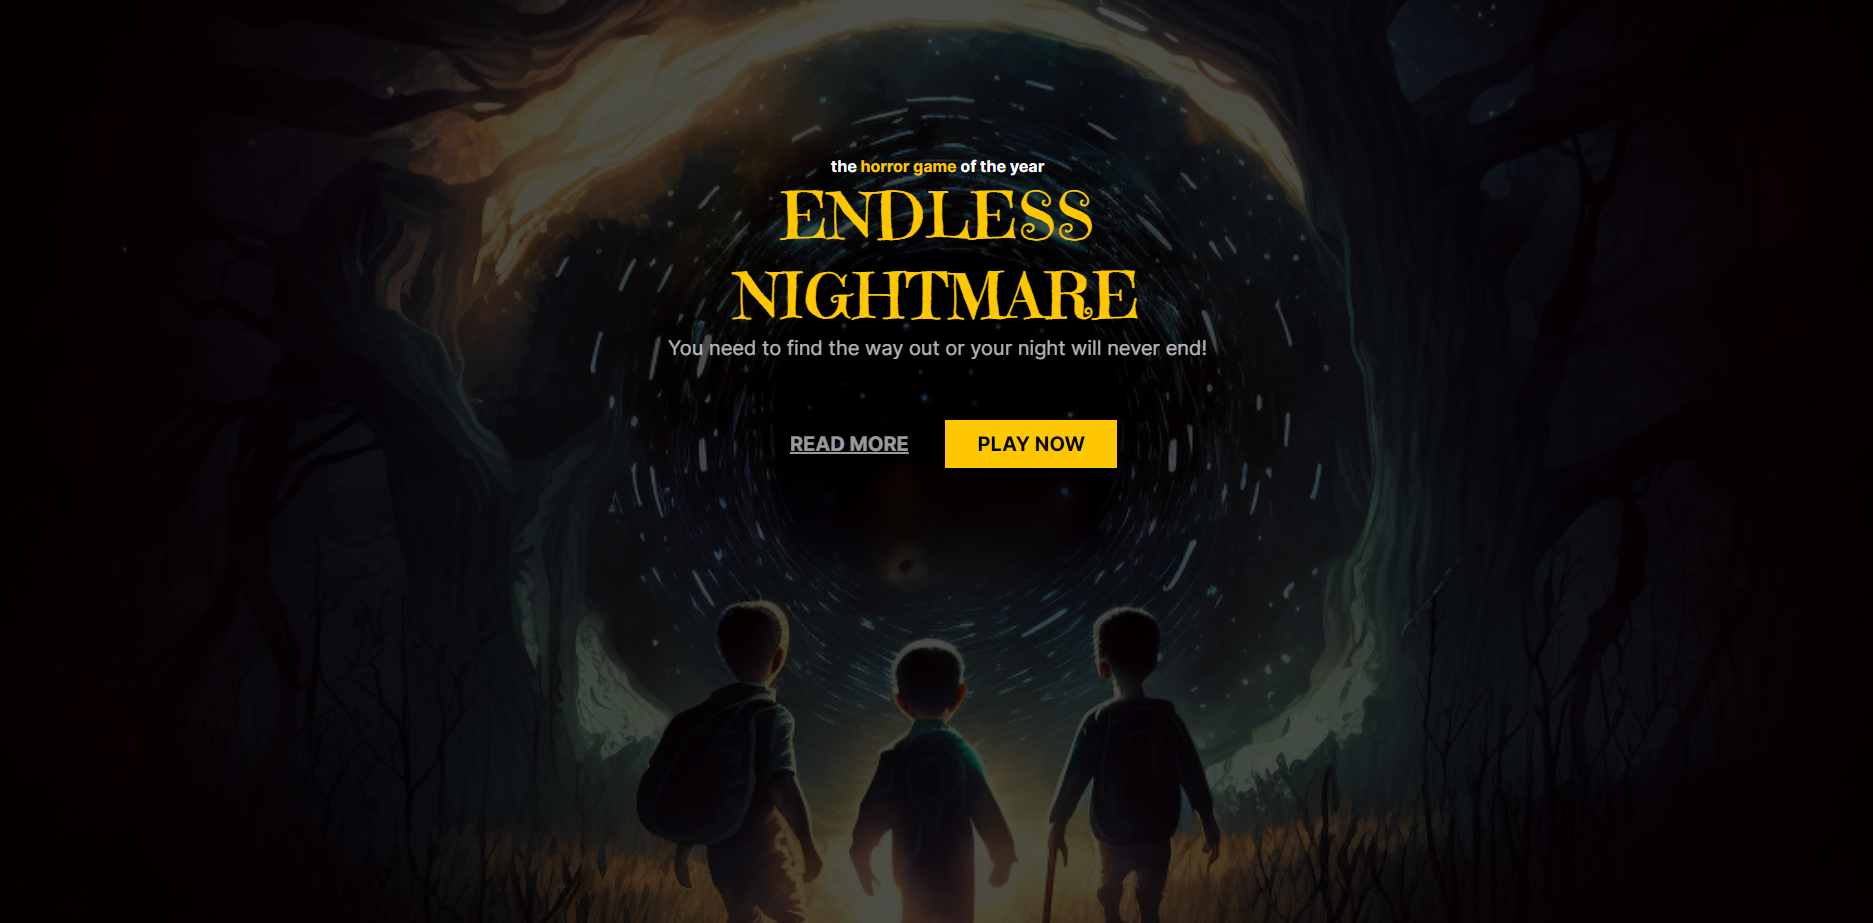 the horror game of the year
ENDLESS
NIGHTMARE
You need to find the way out or your night will never end!
READ MORE
PLAY NOW